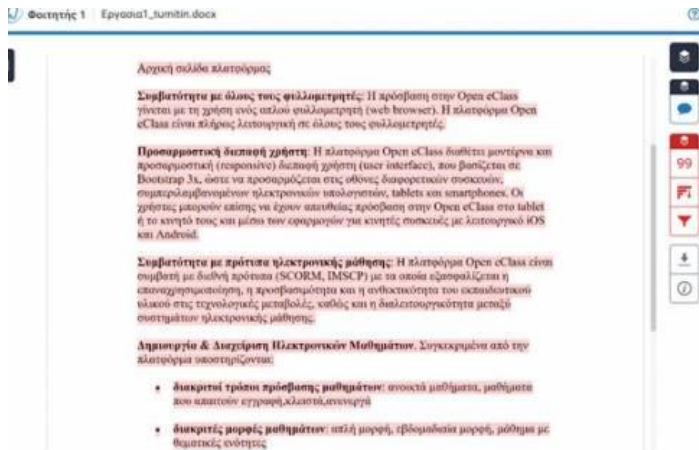 Φοιτητής 1 Εργασία1_turnitin.docx
Αρχική σελίδα πλατφόρμας
Συμβατότητα με όλους τους φυλλομετρητές: Η πρόσβαση στην Open eClass
γίνεται με τη χρήση ενός απλού φυλλομετρητή (web browser). Η πλατφόρμα Open
eClass είναι πλήρως λειτουργική σε όλους τους φυλλομετρητές.
Προσαρμοστική διεπαφή χρήστη: Η πλατφόρμα Open eClass διαθέτει μοντέρνα και
προσαρμοστική (responsive) διεπαφή χρήστη (user interface), που βασίζεται σε
Bootstrap 3x, ώστε να προσαρμόζεται στις οθόνες διαφορετικών συσκευών,
συμπεριλαμβανομένων ηλεκτρονικών υπολογιστών, tablets και smartphones. Οι
χρήστες μπορούν επίσης να έχουν απευθείας πρόσβαση στην Open eClass στο tablet
ή το κινητό τους και μέσω των εφαρμογών για κινητές συσκευές με λειτουργικό iOS
και Android.
Συμβατότητα με πρότυπα ηλεκτρονικής μάθησης: Η πλατφόρμα Open eClass είναι
συμβατή με διεθνή πρότυπα (SCORM, IMSCP) με τα οποία εξασφαλίζεται η
επαναχρησιμοποίηση, η προσβασιμότητα και η ανθεκτικότητα του εκπαιδευτικού
υλικού στις τεχνολογικές μεταβολές, καθώς και η διαλειτουργικότητα μεταξύ
συστημάτων ηλεκτρονικής μάθησης.
Δημιουργία & Διαχείριση Ηλεκτρονικών Μαθημάτων. Συγκεκριμένα από την
πλατφόρμα υποστηρίζονται:
• διακριτοί τρόποι πρόσβασης μαθημάτων: ανοικτά μαθήματα, μαθήματα
που απαιτούν εγγραφή,κλειστά,ανενεργά
• διακριτές μορφές μαθημάτων: απλή μορφή, εβδομαδιαία μορφή, μάθημα με
θεματικές ενότητες
99